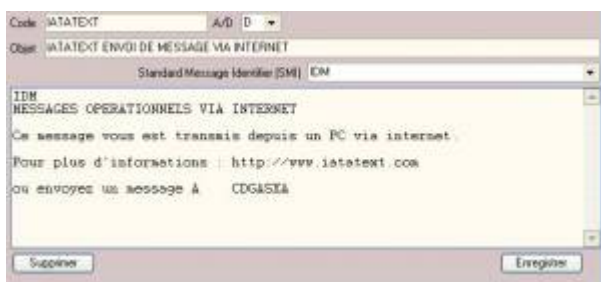 Code IATATEXT A/D D
Objet IATATEXT ENVOI DE MESSAGE VIA INTERNET
Standard Message Identifier (SMI) IDM
IDM
MESSAGES OPERATIONNELS VIA INTERNET
Ce message vous est transmis depuis un PC via internet.
Pour plus d'informations : http://www.iatatext.com
ou envoyez un message A CDGASXA
Supprimer Enregistrer